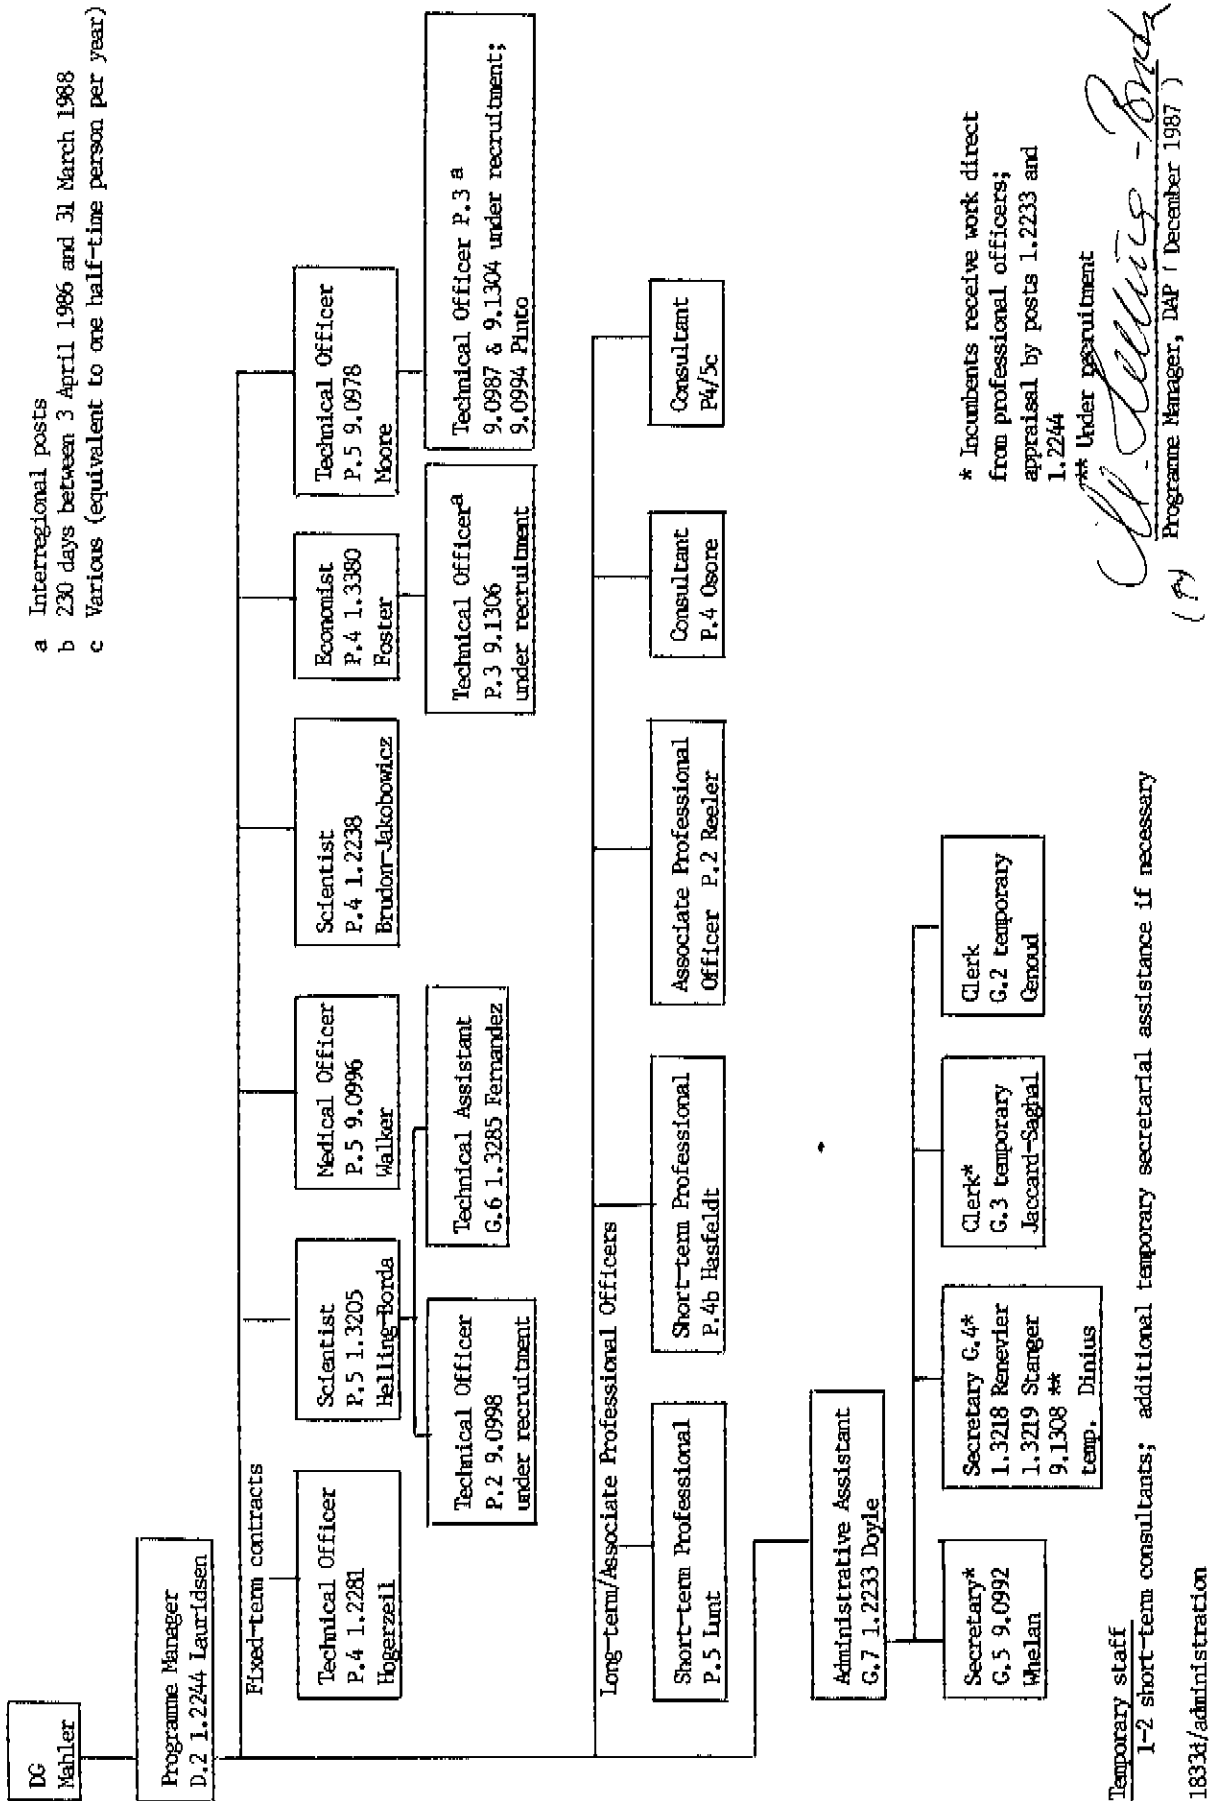 DG
Mahler
a Interregional posts
b 230 days between 3 April 1986 and 31 March 1988
c Various (equivalent to one half-time person per year)
Programme Manager
D.2 1.2244 Lauridsen
Fixed-term contracts
Technical Officer
P.4 1.2281
Hogerzeil
Scientist
P.5 1.3205
Helling-Borda
Medical Officer
P.5 9.0996
Walker
Scientist
P.4 1.2238
Brudon-Jakobowicz
Economist
P.4 1.3380
Foster
Technical Officer
P.5 9.0978
Moore
Technical Officer
P.2 9.0998
under recruitment
Technical Assistant
G.6 1.3285 Fernandez
Technical Officera
P.3 9.1306
under recruitment
Technical Officer P.3 a
9.0987 & 9.1304 under recruitment;
9.0994 Pinto
Long-term/Associate Professional Officers
Short-term Professional
P.5 Lunt
Short-term Professional
P.4b Hasfeldt
Associate Professional
Officer P.2 Reeler
Consultant
P.4 Osore
Consultant
P4/5c
Administrative Assistant
G.7 1.2233 Doyle
Secretary*
G.5 9.0992
Whelan
Secretary G.4*
1.3218 Renevier
1.3219 Stanger
9.1308 **
temp. Dinius
Clerk*
G.3 temporary
Jaccard-Saghal
Clerk
G.2 temporary
Genoud
* Incumbents receive work direct
from professional officers;
appraisal by posts 1.2233 and
1.2244
** Under recruitment
Programme Manager, DAP ( December 1987 )
Temporary staff
1-2 short-term consultants; additional temporary secretarial assistance if necessary
1833d/administration